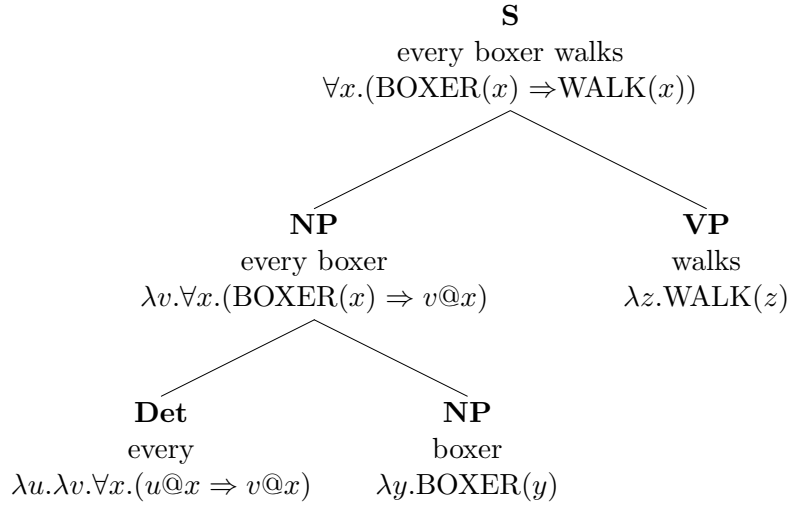 S
every boxer walks
∀x.(BOXER(x) ⇒WALK(x))
NP
every boxer
λv.∀x.(BOXER(x) ⇒ v@x)
VP
walks
λz.WALK(z)
Det
every
λu.λv.∀x.(u@x ⇒ v@x)
NP
boxer
λy.BOXER(y)